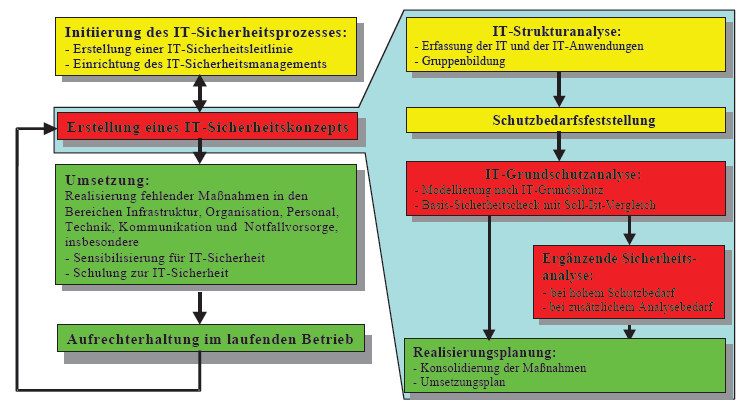 Initiierung des IT-Sicherheitsprozesses:
- Erstellung einer IT-Sicherheitsleitlinie
- Einrichtung des IT-Sicherheitsmanagements
Erstellung eines IT-Sicherheitskonzepts
Umsetzung:
Realisierung fehlender Maßnahmen in den
Bereichen Infrastruktur, Organisation, Personal,
Technik, Kommunikation und Notfallvorsorge,
insbesondere
- Sensibilisierung für IT-Sicherheit
- Schulung zur IT-Sicherheit
Aufrechterhaltung im laufenden Betrieb
IT-Strukturanalyse:
- Erfassung der IT und der IT-Anwendungen
- Gruppenbildung
Schutzbedarfsfeststellung
IT-Grundschutzanalyse:
- Modellierung nach IT-Grundschutz
- Basis-Sicherheitscheck mit Soll-Ist-Vergleich
Ergänzende Sicherheits-
analyse:
- bei hohem Schutzbedarf
- bei zusätzlichem Analysebedarf
Realisierungsplanung:
- Konsolidierung der Maßnahmen
- Umsetzungsplan